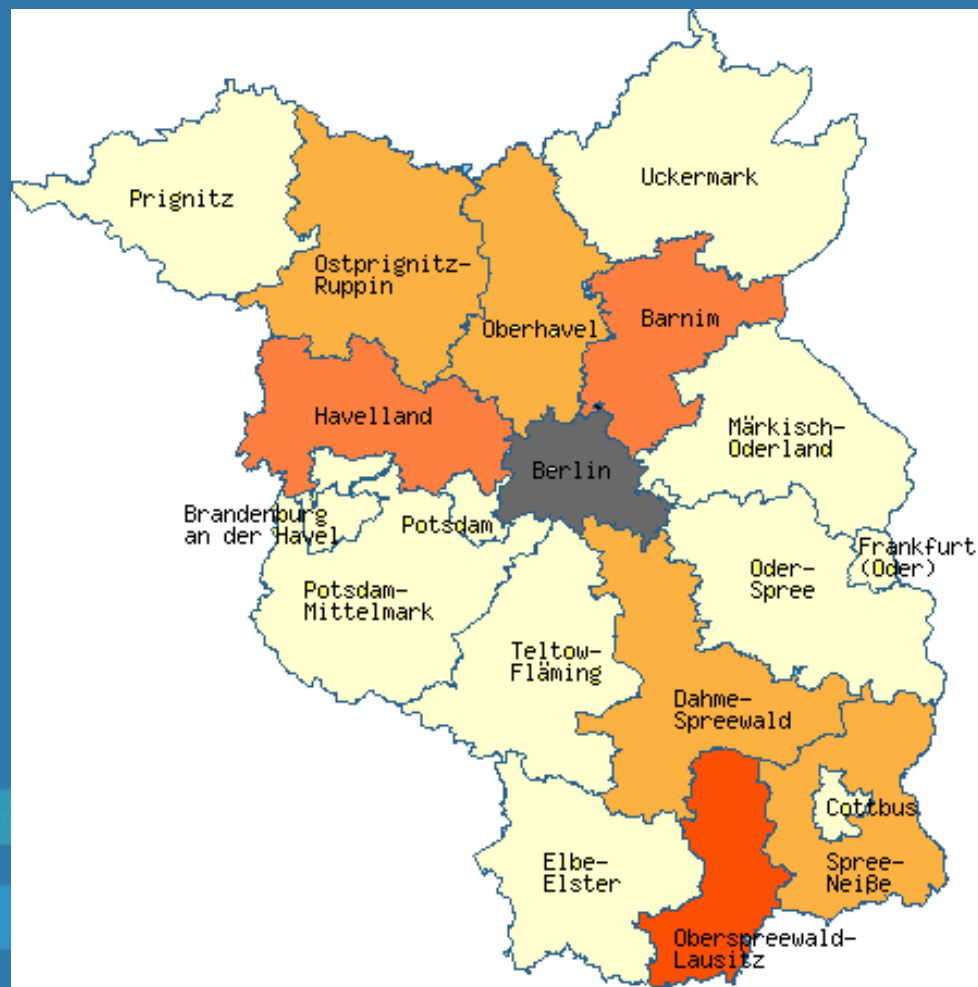 Uckermark
Prignitz
Ostprignitz-
Ruppin
Oberhavel
Barnim
Havelland
Märkisch-
Oderland
Berlin
Brandenburg
an der Havel
Potsdam
Frankfurt
(Oder)
Oder-
Spree
Potsdam-
Mittelmark
Teltow-
Fläming
Dahme-
Spreewald
Cottbus
Elbe-
Elster
Spree-
Neiße
Oberspreewald-
Lausitz